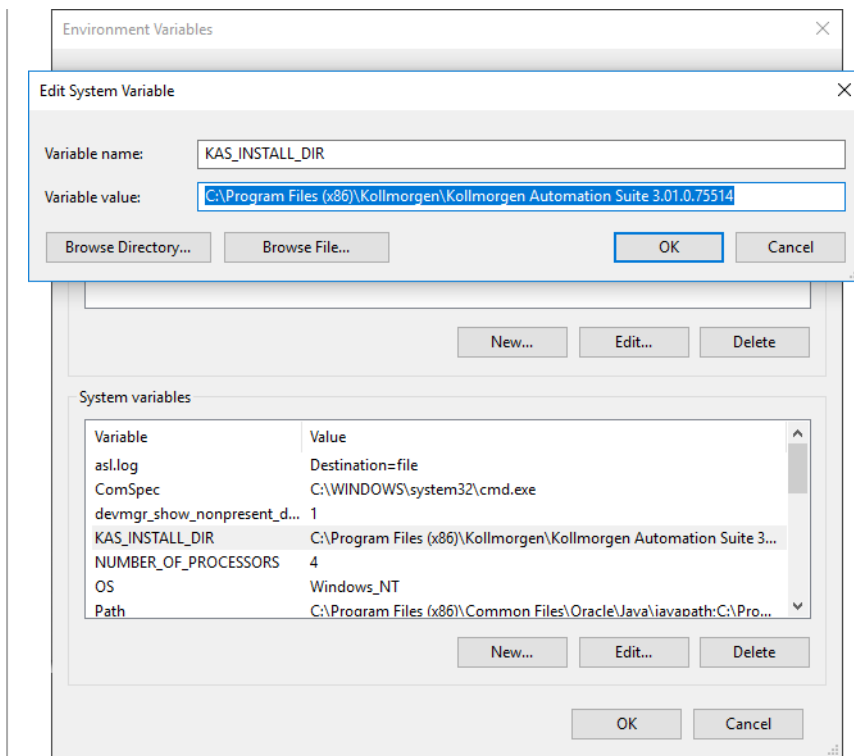 Environment Variables
Edit System Variable
Variable name: KAS_INSTALL_DIR
Variable value: C:\Program Files (x86)\Kollmorgen\Kollmorgen Automation Suite 3.01.0.75514
Browse Directory... Browse File... OK Cancel
New... Edit... Delete
System variables
Variable Value
asl.log Destination=file
ComSpec C:\WINDOWS\system32\cmd.exe
devmgr_show_nonpresent_d... 1
KAS_INSTALL_DIR C:\Program Files (x86)\Kollmorgen\Kollmorgen Automation Suite 3...
NUMBER_OF_PROCESSORS 4
OS Windows_NT
Path C:\Program Files (x86)\Common Files\Oracle\Java\javapath;C:\Pro...
New... Edit... Delete
OK Cancel